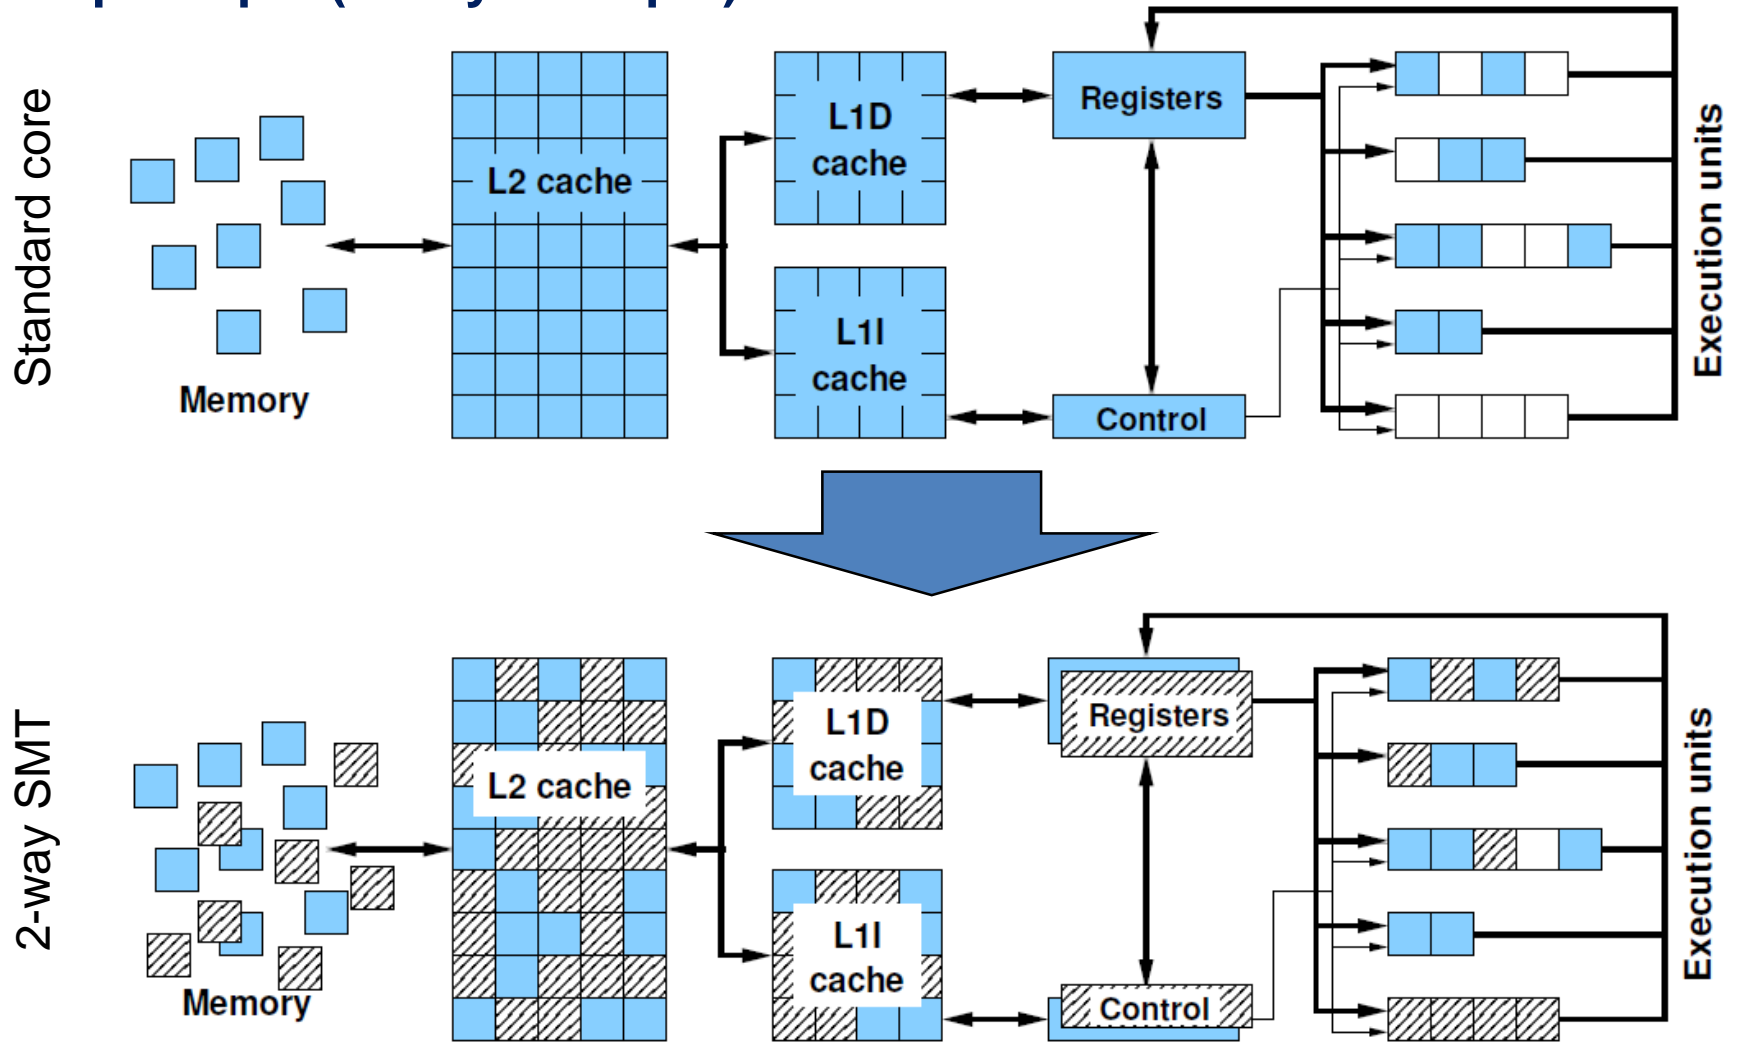 Standard core
Memory
L2 cache
L1D
cache
L1I
cache
Registers
Control
Execution units
2-way SMT
Memory
L2 cache
L1D
cache
L1I
cache
Registers
Control
Execution units